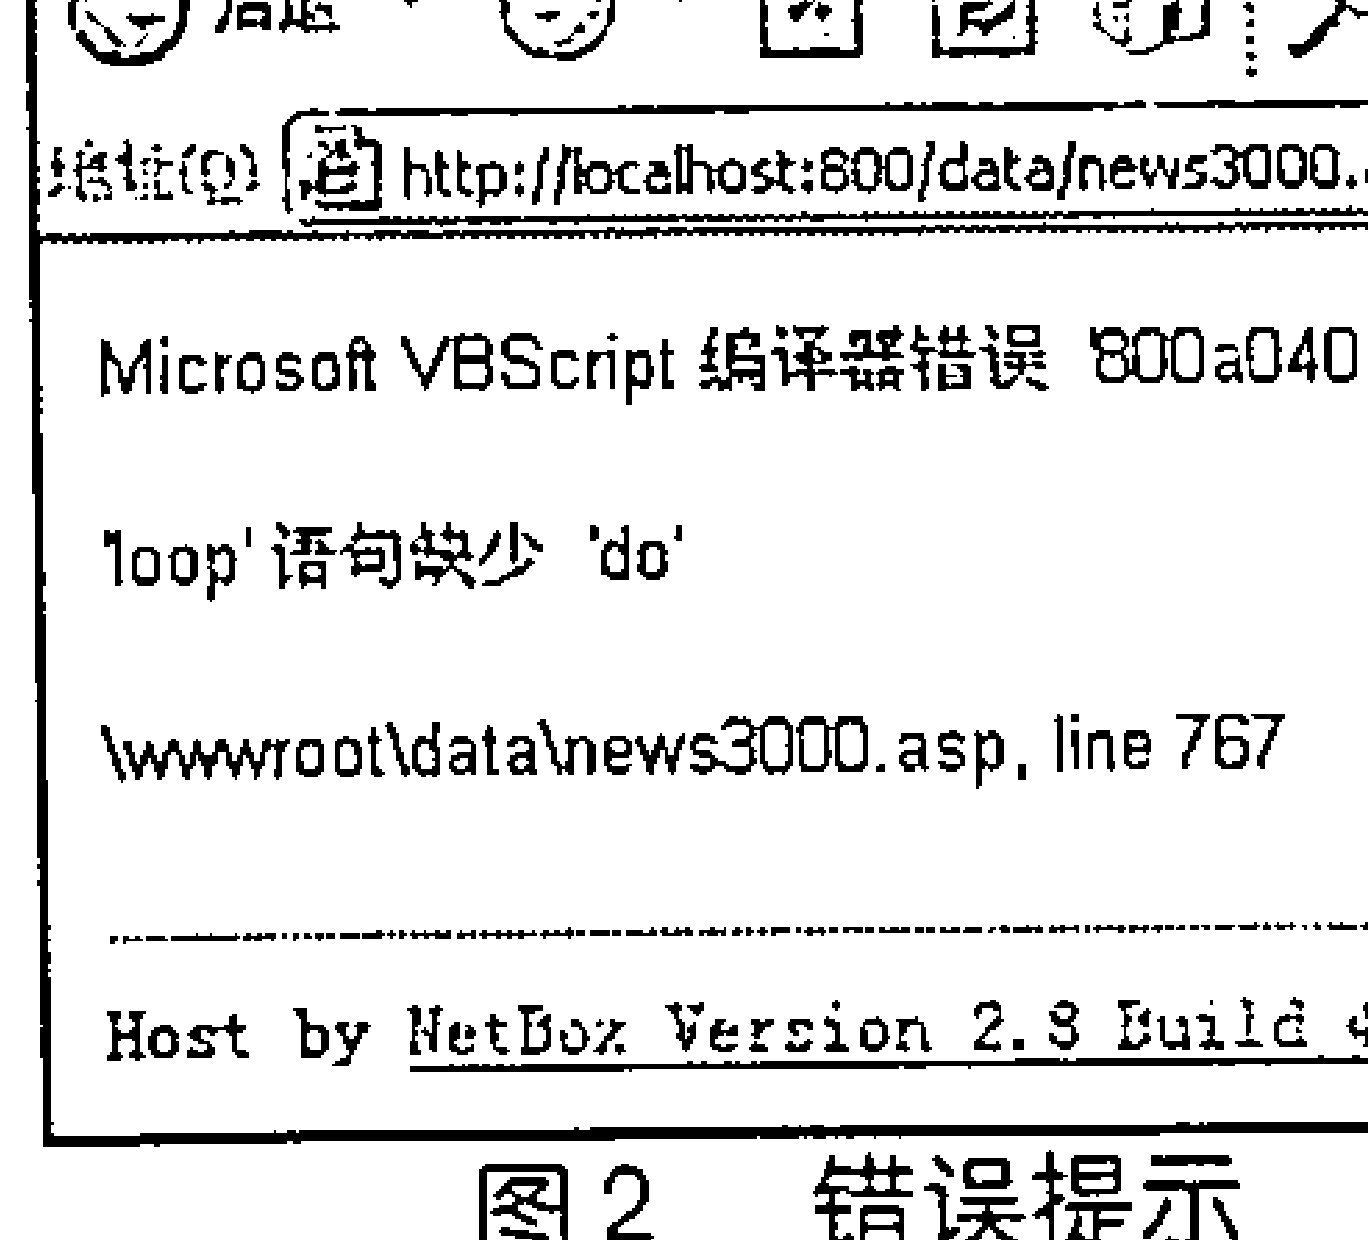 后退
地址(D) http://localhost:800/data/news3000.
Microsoft VBScript 编译器错误 '800a040
'loop' 语句缺少 'do'
\wwwroot\data\news3000.asp, line 767
Host by NetBox Version 2.8 Build
图 2 错误提示